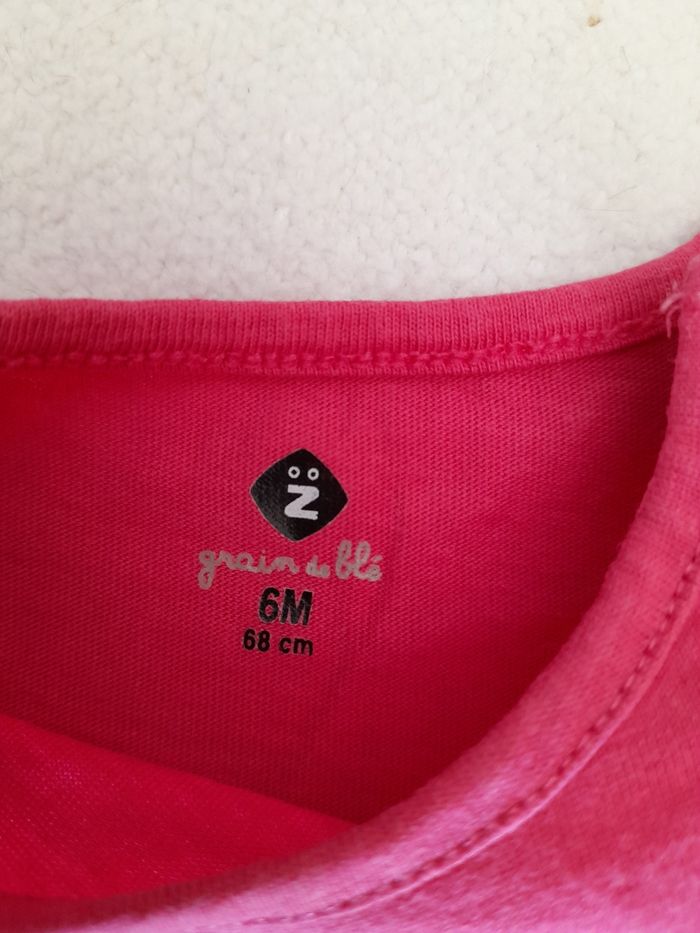 Z
grain de blé
6M
68 cm